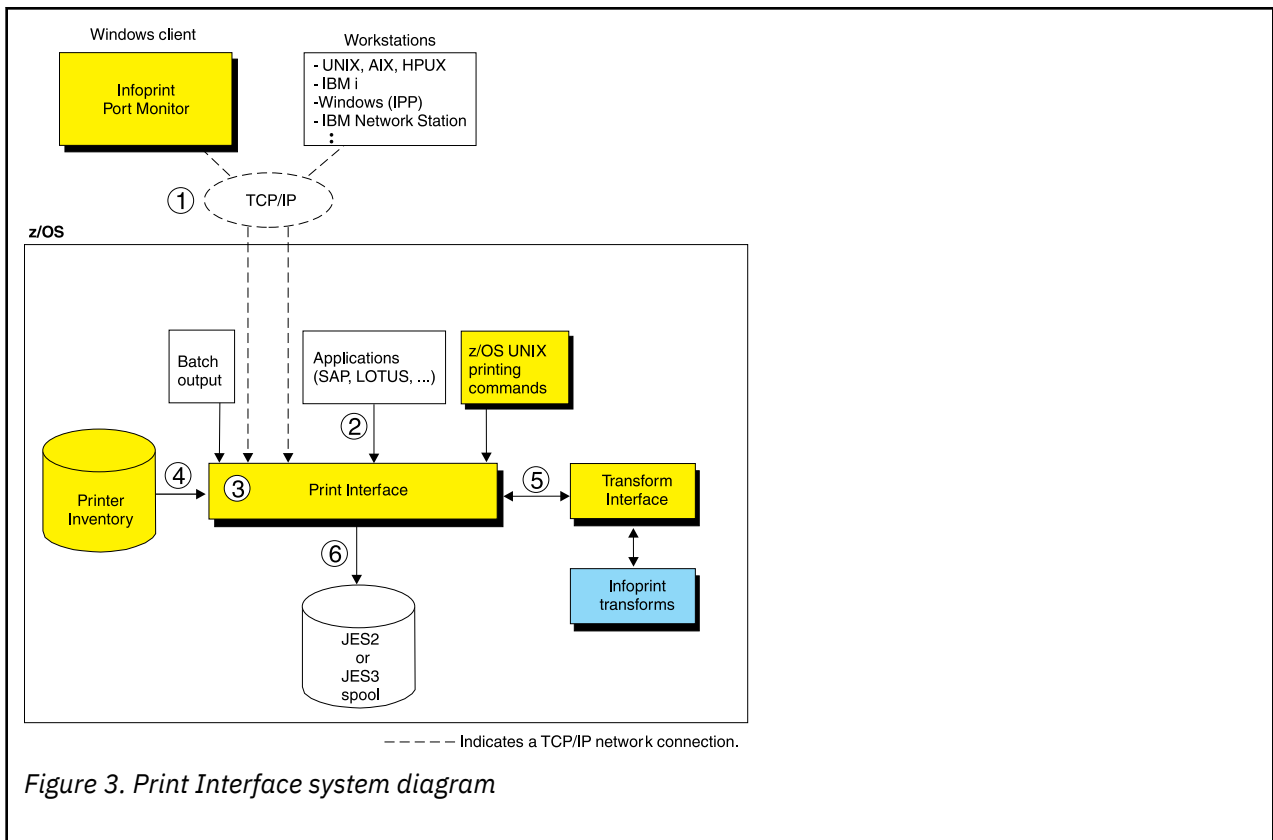 Windows client
Workstations
Infoprint
Port Monitor
- UNIX, AIX, HPUX
- IBM i
-Windows (IPP)
- IBM Network Station
:
1
TCP/IP
z/OS
Batch
output
Applications
(SAP, LOTUS, ...)
z/OS UNIX
printing
commands
2
Printer
Inventory
4
3
Print Interface
5
Transform
Interface
6
Infoprint
transforms
JES2
or
JES3
spool
----- Indicates a TCP/IP network connection.
Figure 3. Print Interface system diagram